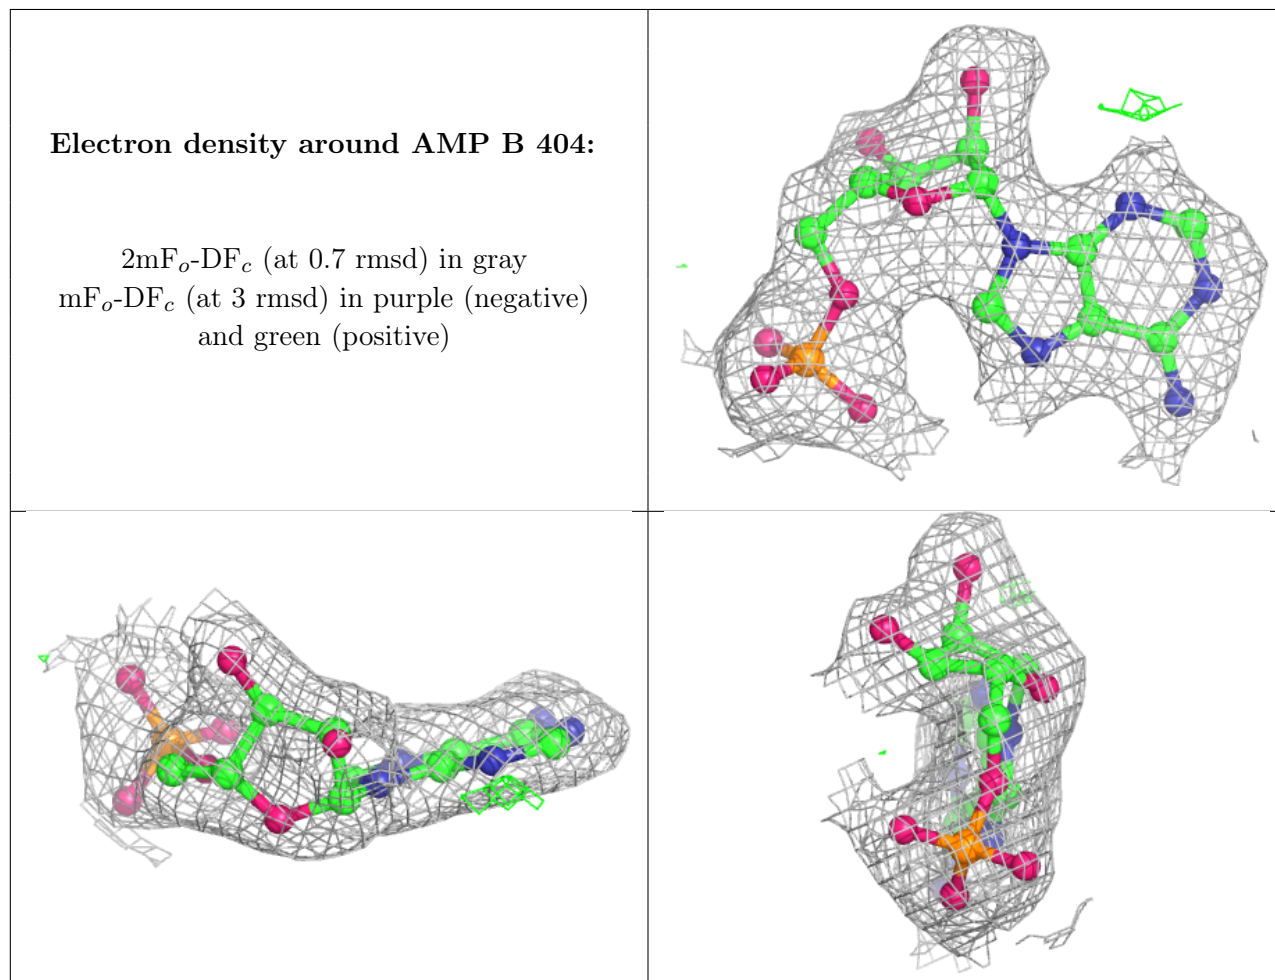 Electron density around AMP B 404:
2mFo-DFc (at 0.7 rmsd) in gray
mFo-DFc (at 3 rmsd) in purple (negative)
and green (positive)